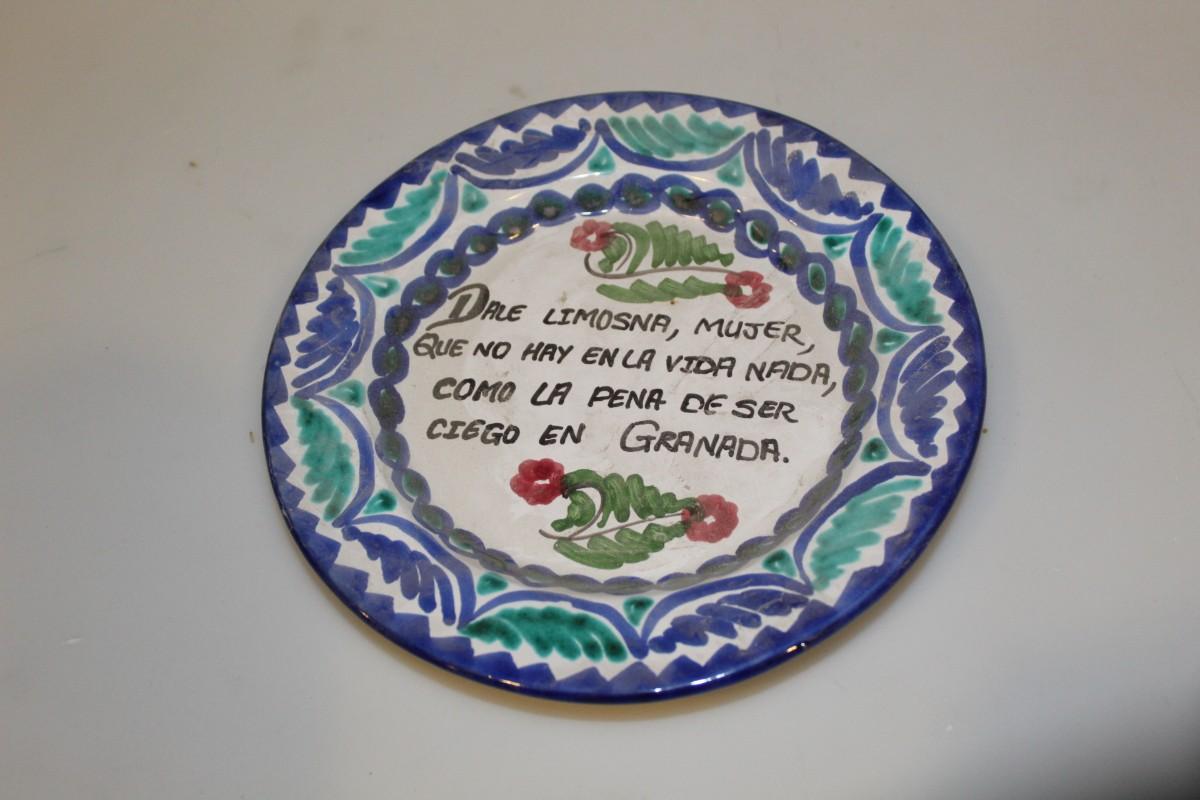 DALE LIMOSNA, MUJER,
QUE NO HAY EN LA VIDA NADA,
COMO LA PENA DE SER
CIEGO EN GRANADA.